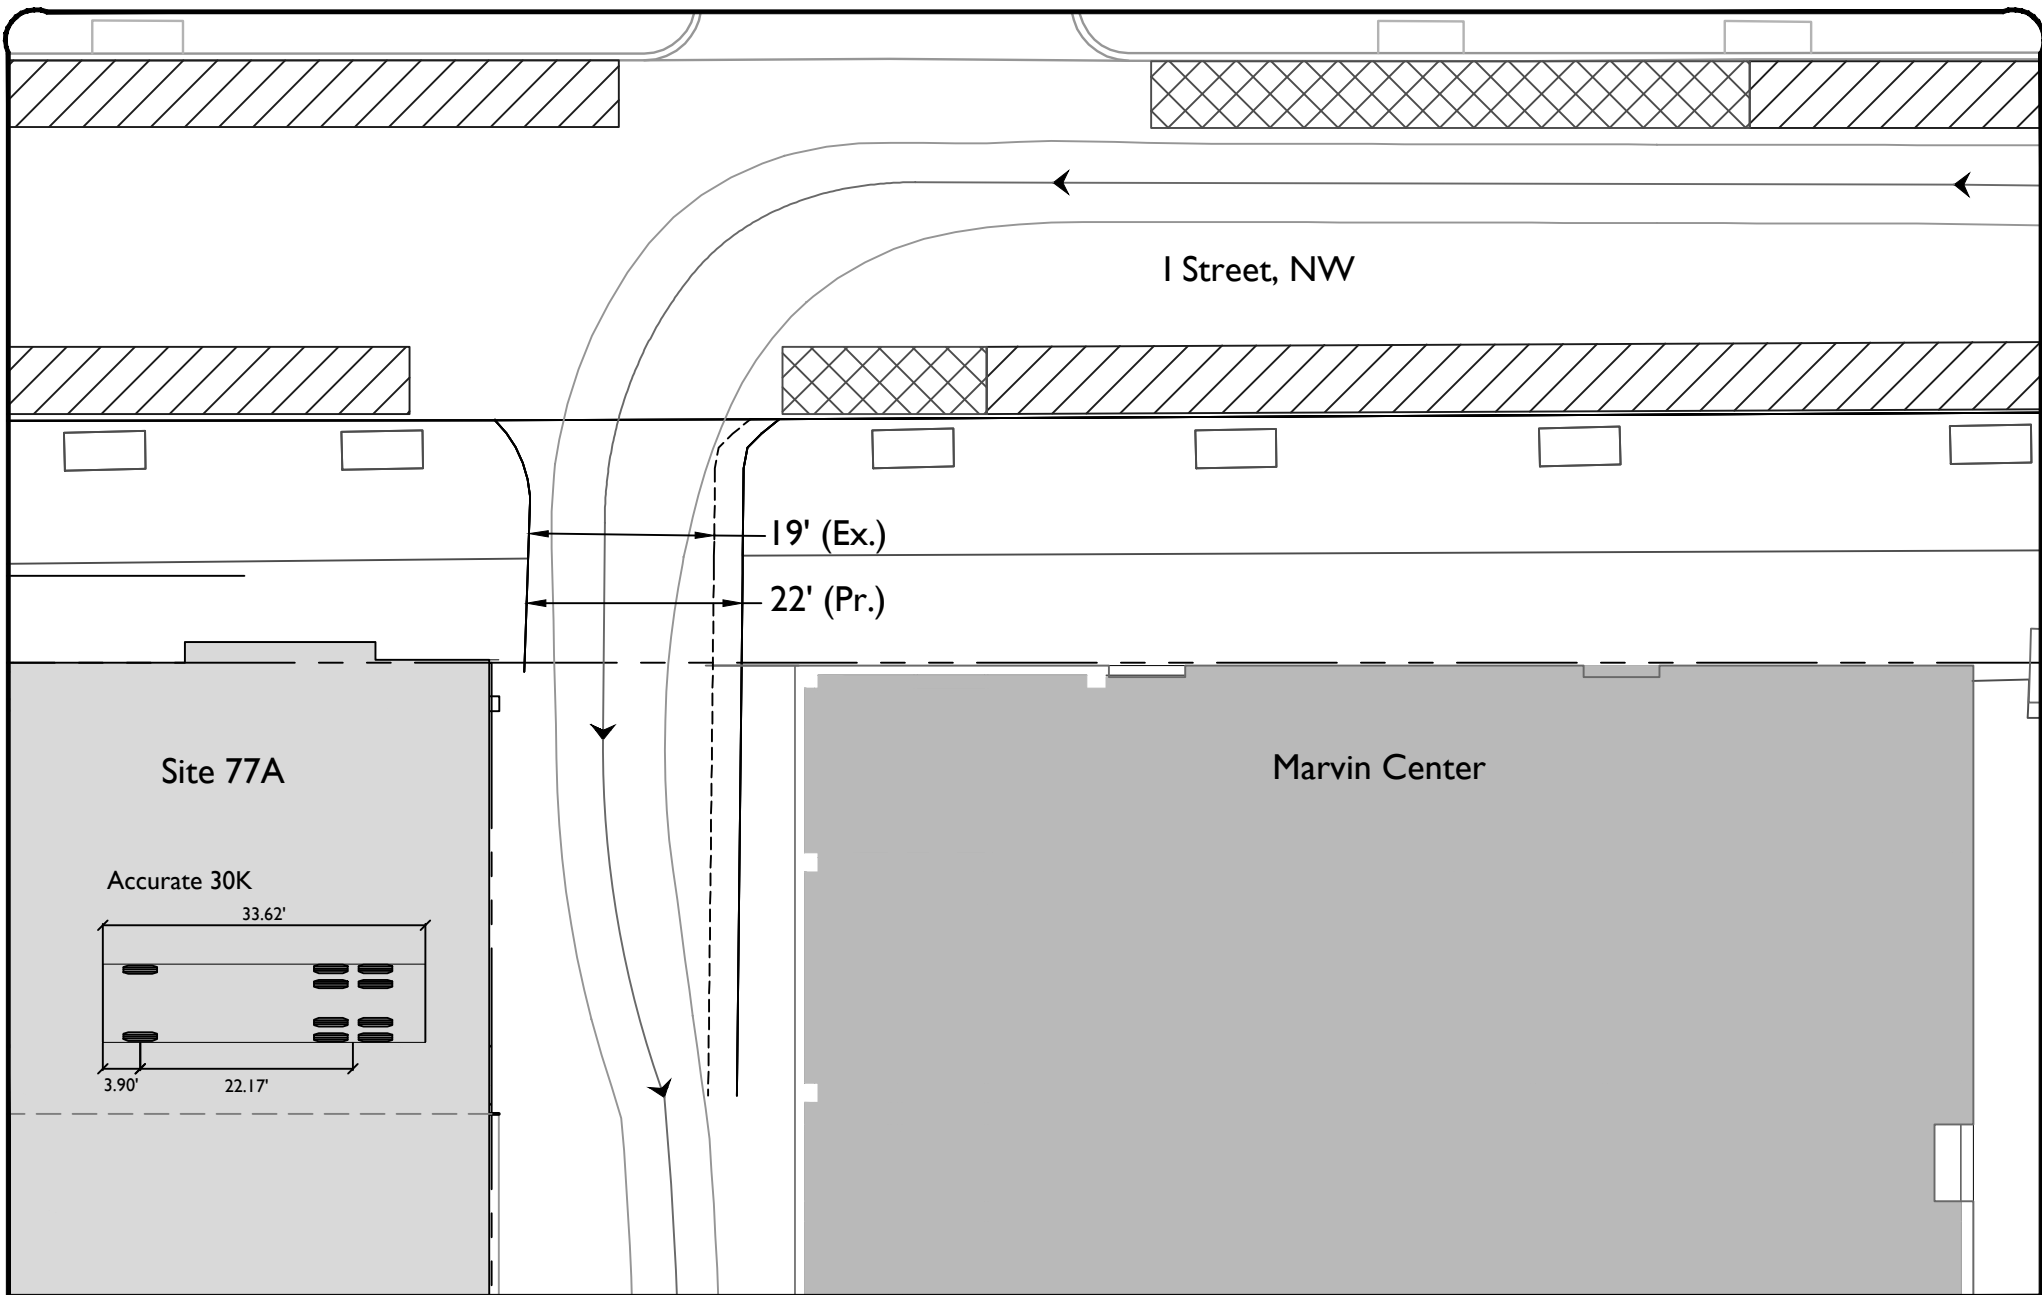 I Street, NW
19' (Ex.)
22' (Pr.)
Site 77A
Marvin Center
Accurate 30K
33.62'
3.90'
22.17'